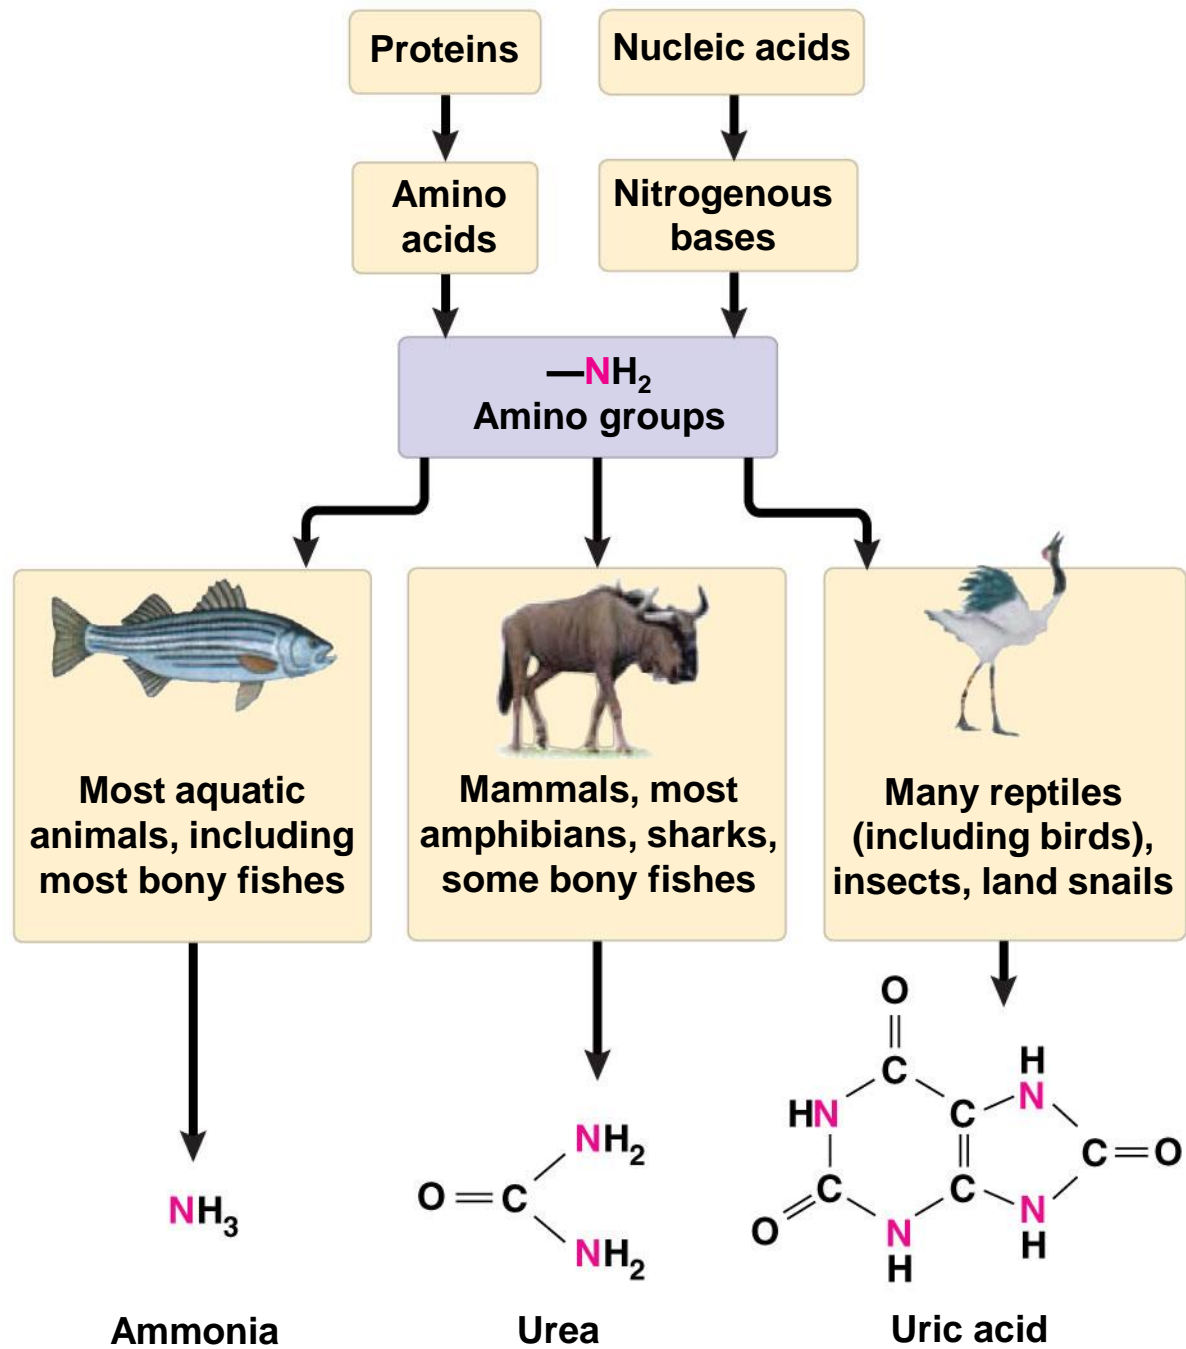 Proteins
Nucleic acids
Amino
acids
Nitrogenous
bases
—NH₂
Amino groups
Most aquatic
animals, including
most bony fishes
Mammals, most
amphibians, sharks,
some bony fishes
Many reptiles
(including birds),
insects, land snails
NH₃
O=C
NH₂
NH₂
O
C
HN
C
H
N
C=O
C
O
C
N
H
N
H
Ammonia
Urea
Uric acid